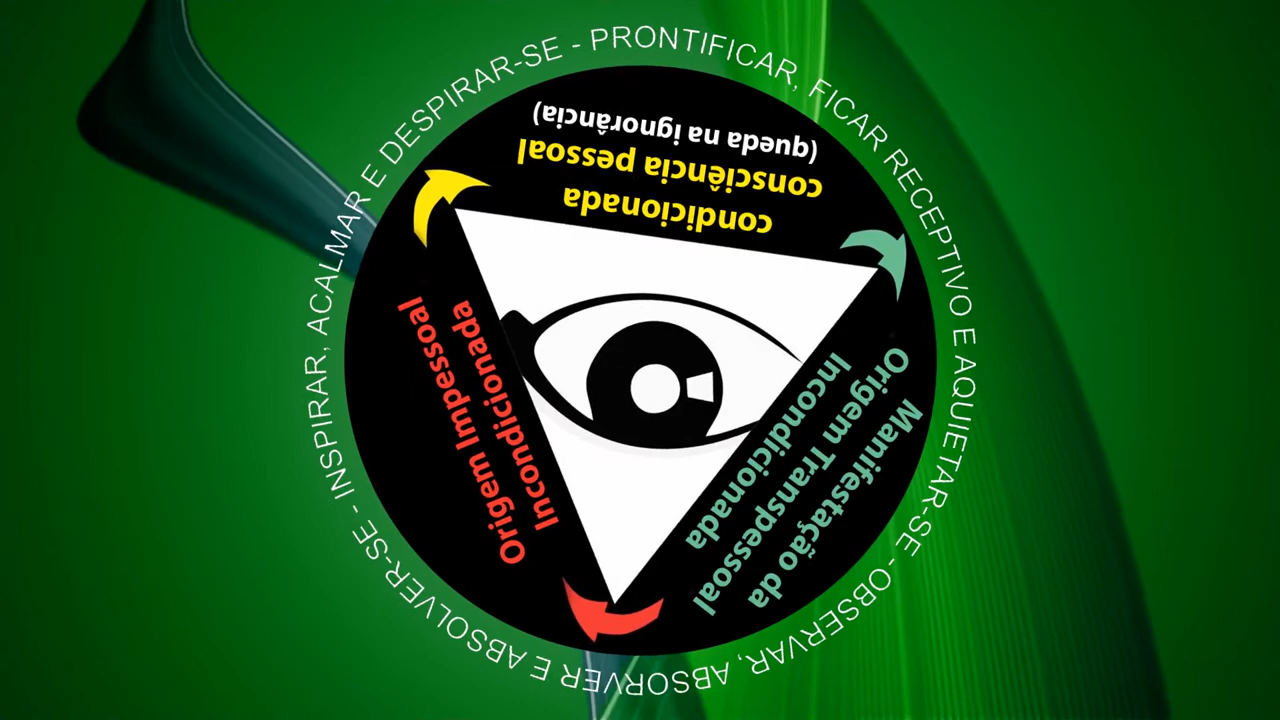 INSPIRAR, ACALMAR E DESPIRAR-SE - PRONTIFICAR, FICAR RECEPTIVO E AQUIETAR-SE - OBSERVAR, ABSORVER E ABSOLVER-SE -
condicionada
consciência pessoal
(queda na ignorância)
Origem Impessoal
Incondicionada
Manifestação da
Origem Transpessoal
Incondicionada